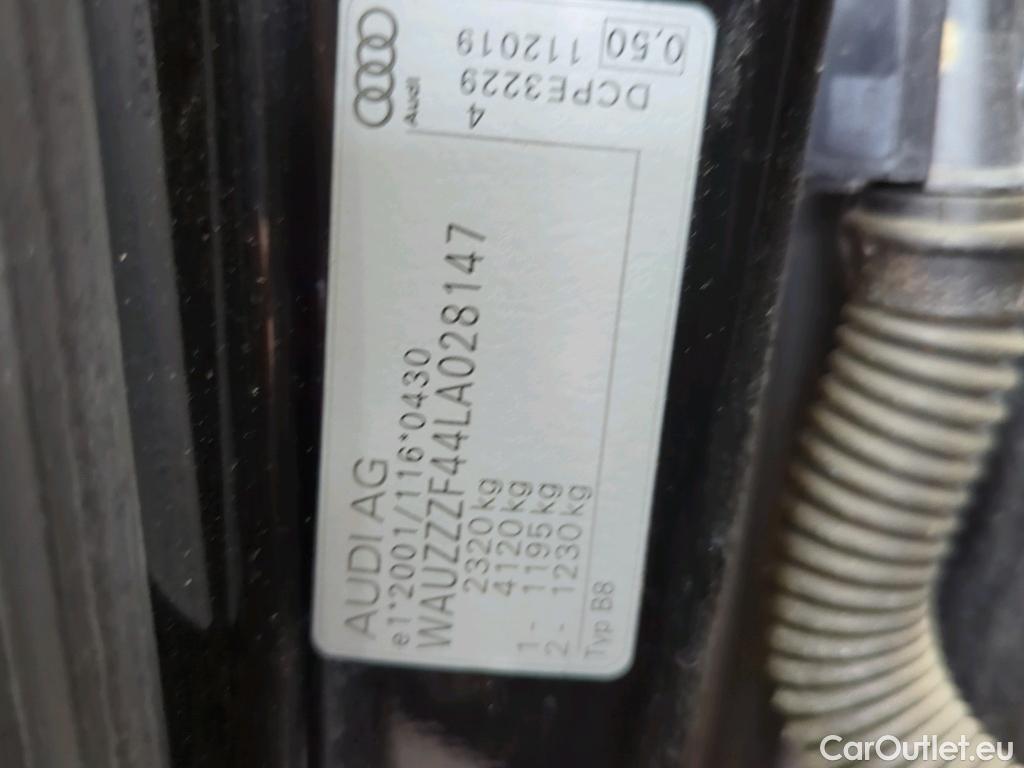 AUDI AG
e1*2001/116*0430
WAUZZZF44LA028147
2320 kg
4120 kg
1 - 1195 kg
2 - 1230 kg
Typ B8
Audi
4
DCPE3229
112019
0,50
CarOutlet.eu